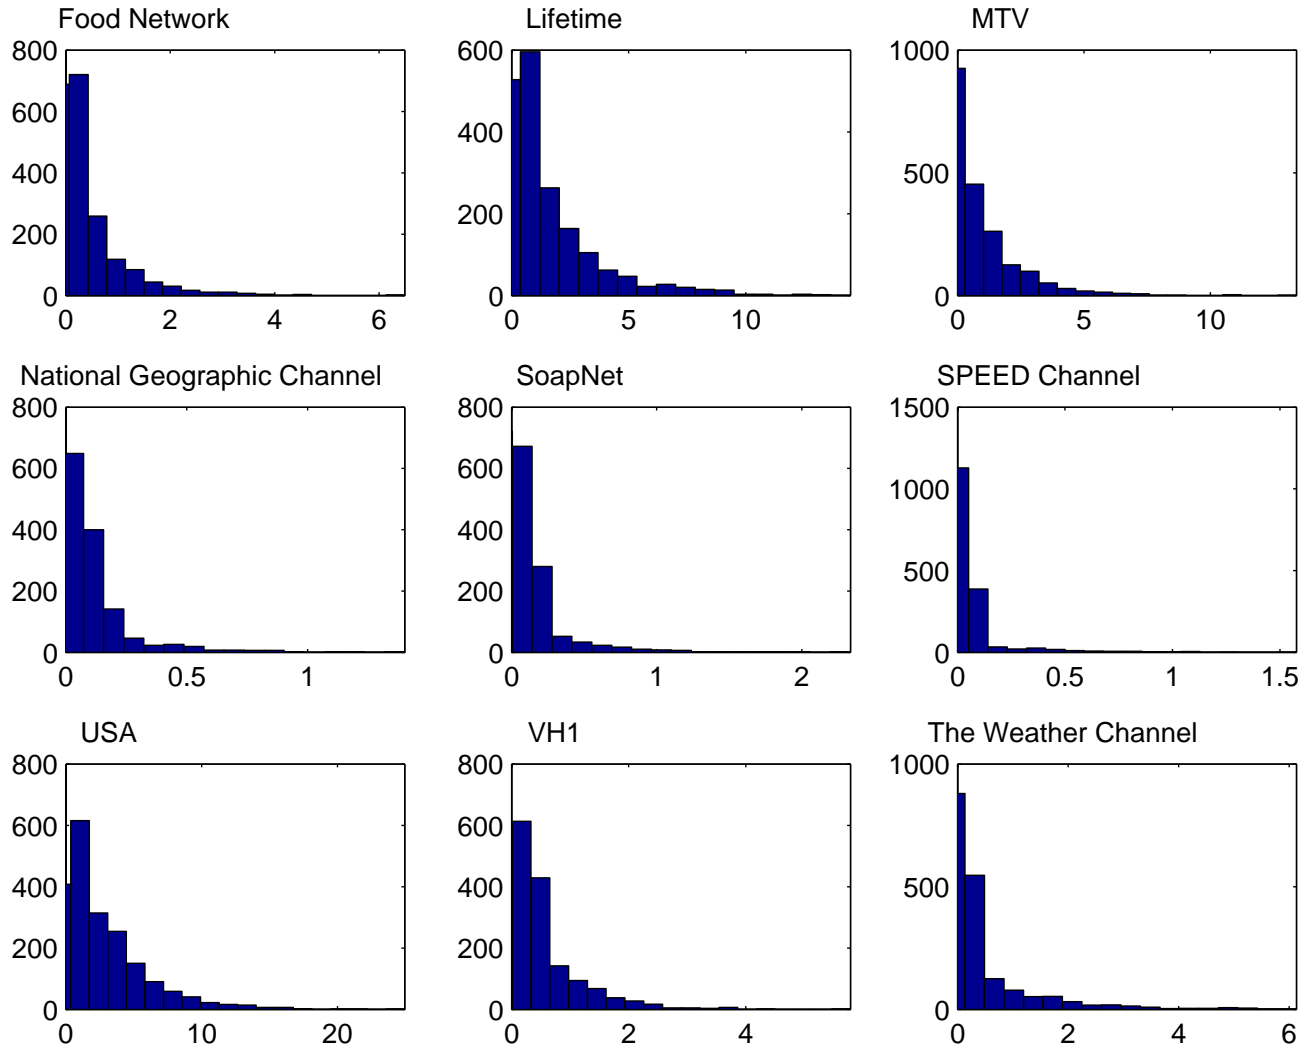 Food Network
800
600
400
200
0
0 2 4 6
Lifetime
600
400
200
0
0 5 10
MTV
1000
500
0
0 5 10
National Geographic Channel
800
600
400
200
0
0 0.5 1
SoapNet
800
600
400
200
0
0 1 2
SPEED Channel
1500
1000
500
0
0 0.5 1 1.5
USA
800
600
400
200
0
0 10 20
VH1
800
600
400
200
0
0 2 4
The Weather Channel
1000
500
0
0 2 4 6